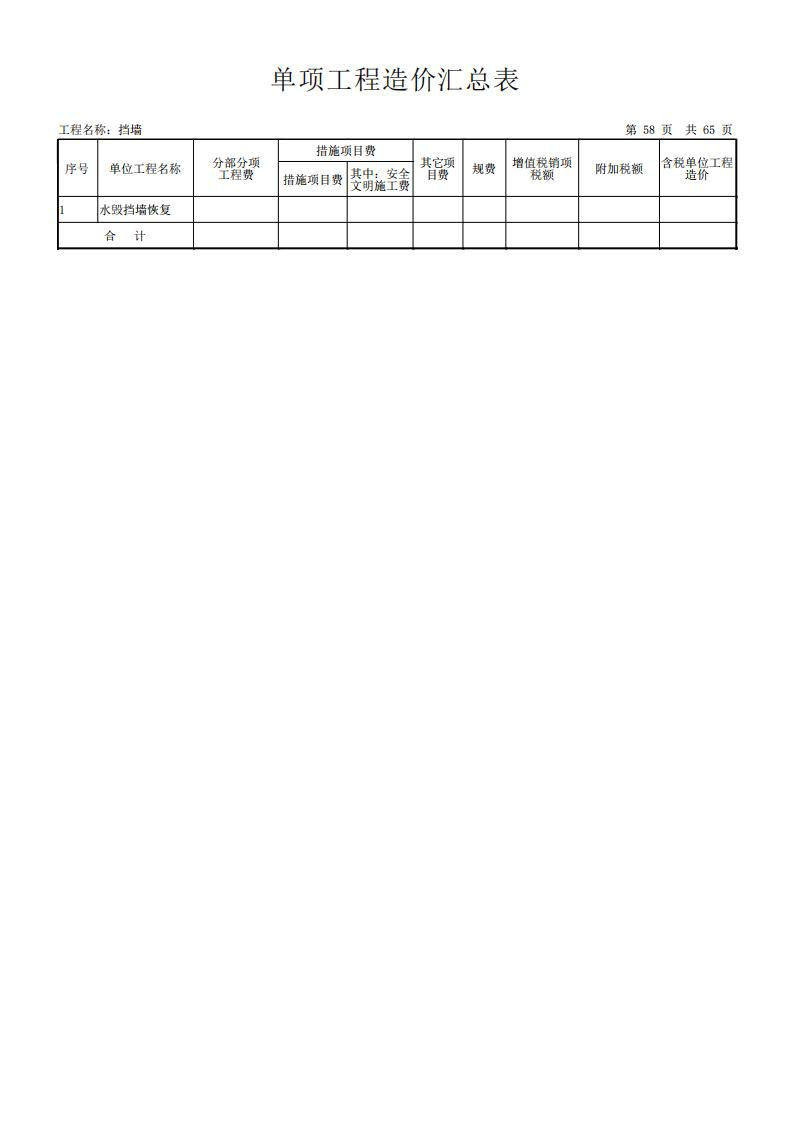 单项工程造价汇总表
工程名称：挡墙 第 58 页 共 65 页
序号 单位工程名称 分部分项工程费 措施项目费 其它项目费 规费 增值税销项税额 附加税额 含税单位工程造价
措施项目费 其中：安全文明施工费
1 水毁挡墙恢复
合 计